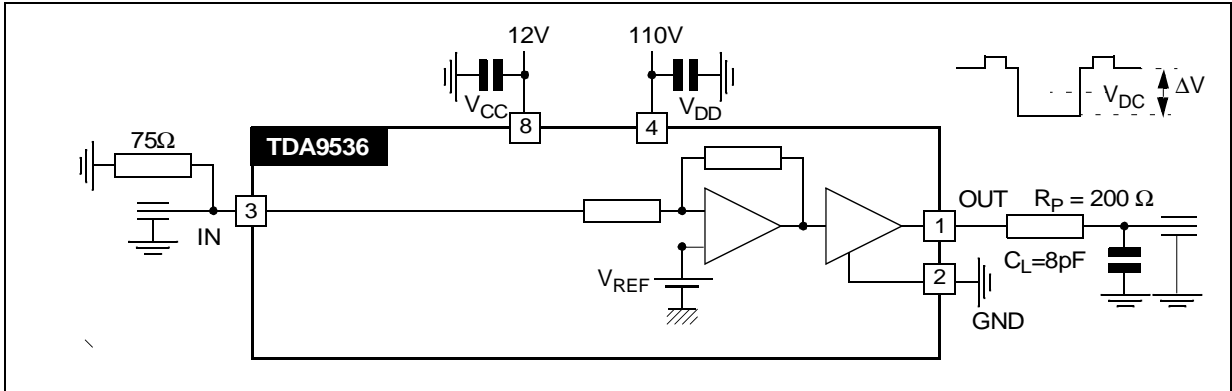 12V
110V
V_CC
V_DD
V_DC
ΔV
8
4
75Ω
TDA9536
3
IN
V_REF
1
OUT
R_P = 200 Ω
C_L=8pF
2
GND